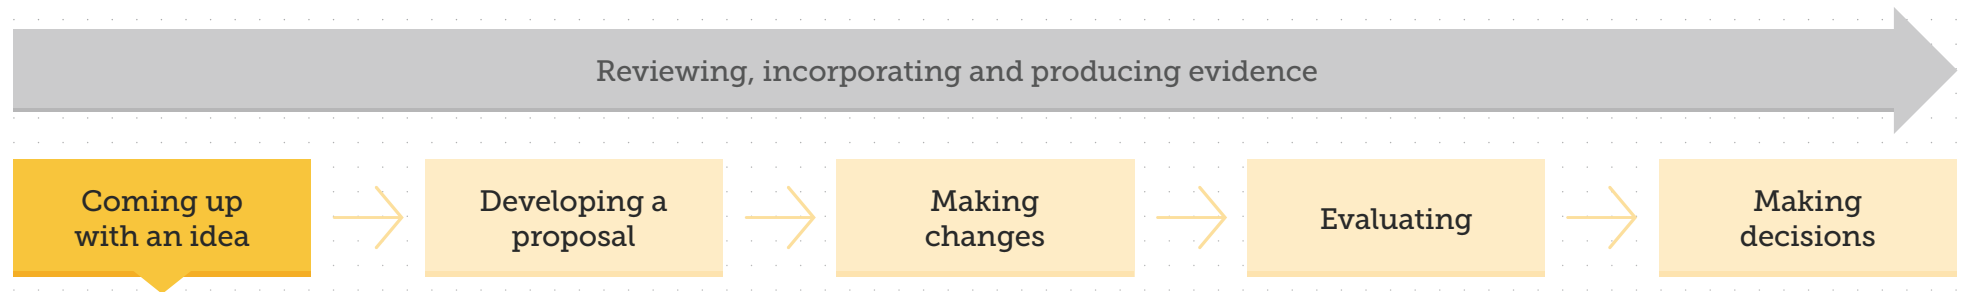 Reviewing, incorporating and producing evidence
Coming up
with an idea
Developing a
proposal
Making
changes
Evaluating
Making
decisions